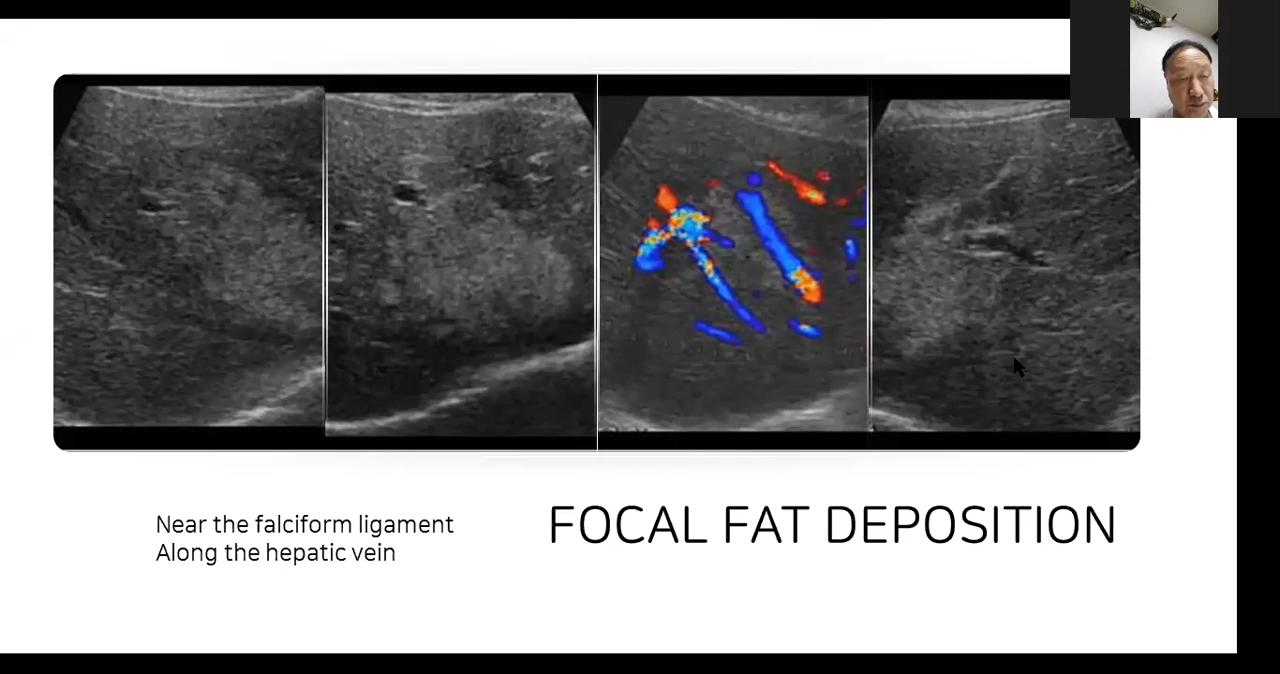 Near the falciform ligament
Along the hepatic vein
FOCAL FAT DEPOSITION